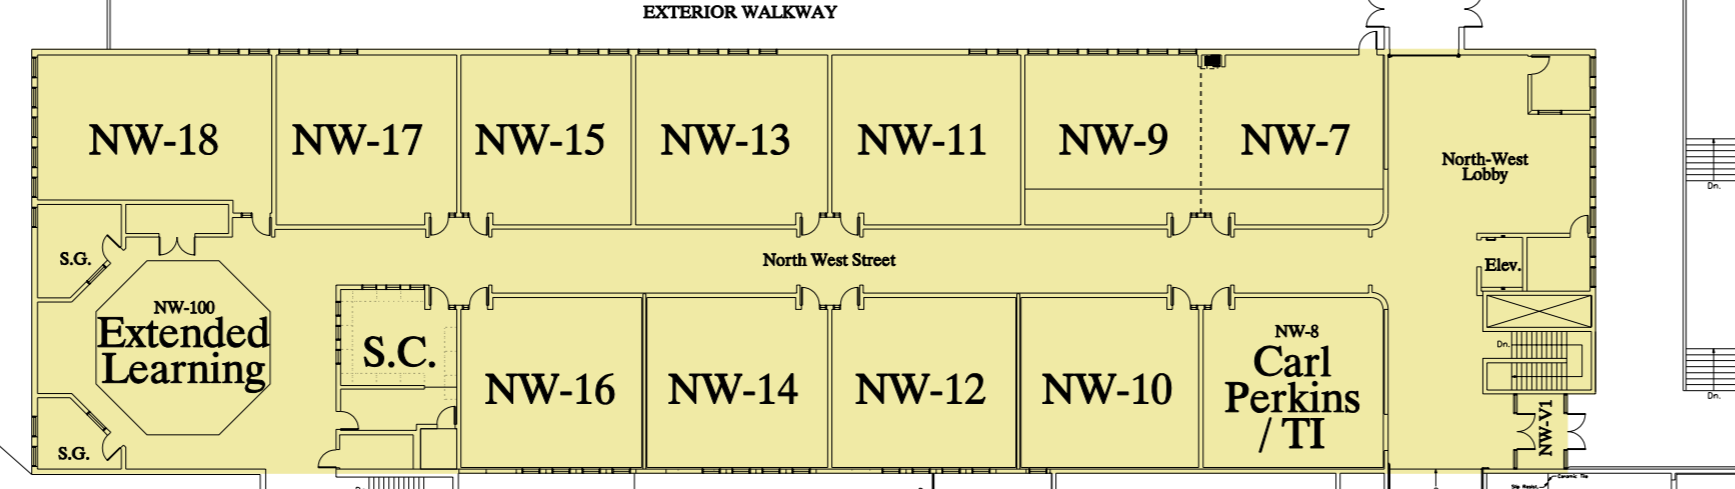 EXTERIOR WALKWAY
NW-18
NW-17
NW-15
NW-13
NW-11
NW-9
NW-7
North-West
Lobby
Dn.
S.G.
North West Street
Elev.
NW-100
Extended
Learning
S.C.
NW-16
NW-14
NW-12
NW-10
NW-8
Carl
Perkins
/ TI
Dn.
Dn.
NW-V1
S.G.
Ceramic Tile